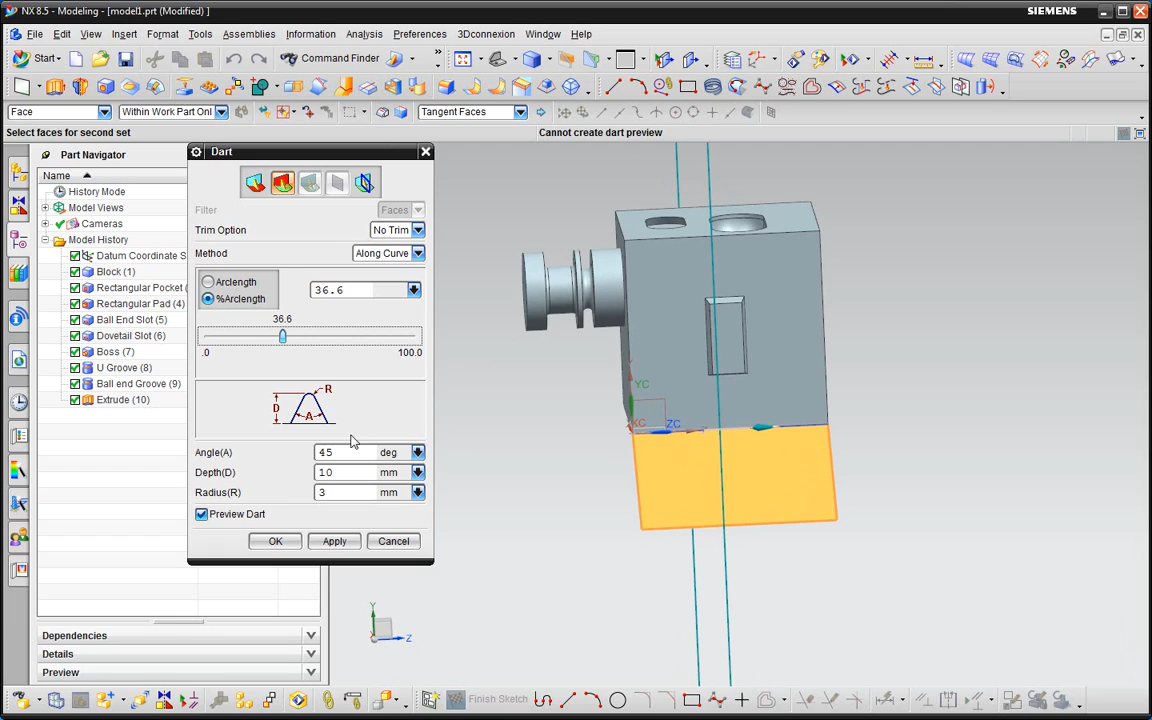 NX 8.5 - Modeling - [model1.prt (Modified) ]
SIEMENS
File Edit View Insert Format Tools Assemblies Information Analysis Preferences 3Dconnexion Window Help
Start Command Finder
Face Within Work Part Onl Tangent Faces
Select faces for second set Cannot create dart preview
Part Navigator
Name
History Mode
Model Views
Cameras
Model History
Datum Coordinate S
Block (1)
Rectangular Pocket (
Rectangular Pad (4)
Ball End Slot (5)
Dovetail Slot (6)
Boss (7)
U Groove (8)
Ball end Groove (9)
Extrude (10)
Dependencies
Details
Preview
Dart
Filter Faces
Trim Option No Trim
Method Along Curve
Arclength
%Arclength
36.6
36.6
.0 100.0
R
D
A
Angle(A) 45 deg
Depth(D) 10 mm
Radius(R) 3 mm
Preview Dart
OK Apply Cancel
YC
XC
ZC
Y
Z
Finish Sketch